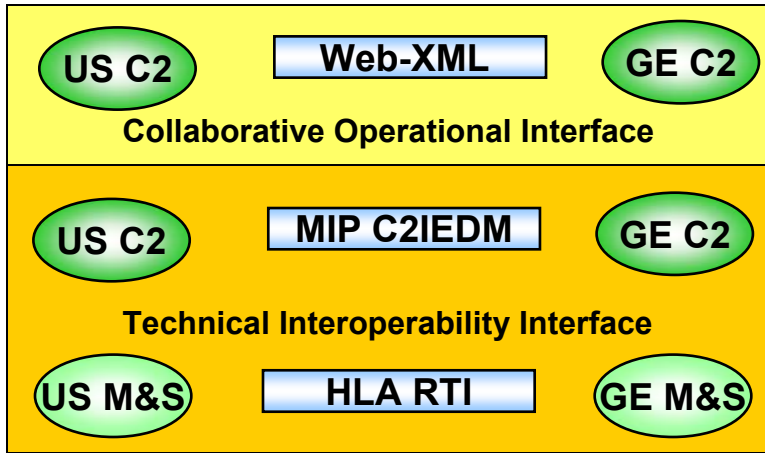 US C2 Web-XML GE C2
Collaborative Operational Interface
US C2 MIP C2IEDM GE C2
Technical Interoperability Interface
US M&S HLA RTI GE M&S